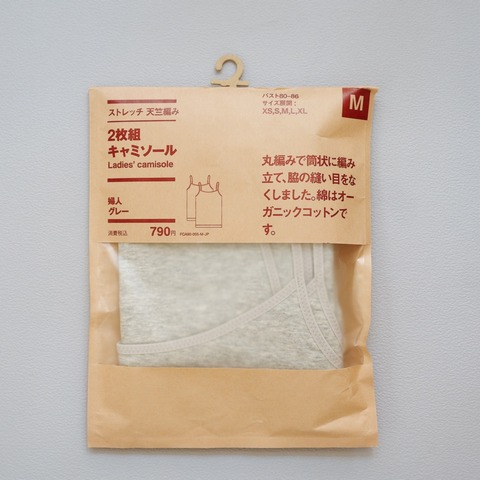 ストレッチ 天竺編み
2枚組
キャミソール
Ladies' camisole
婦人
グレー
消費税込 790円
バスト80-86
サイズ展開：
XS,S,M,L,XL
M
丸編みで筒状に編み
立て、脇の縫い目をな
くしました。綿はオー
ガニックコットンで
す。